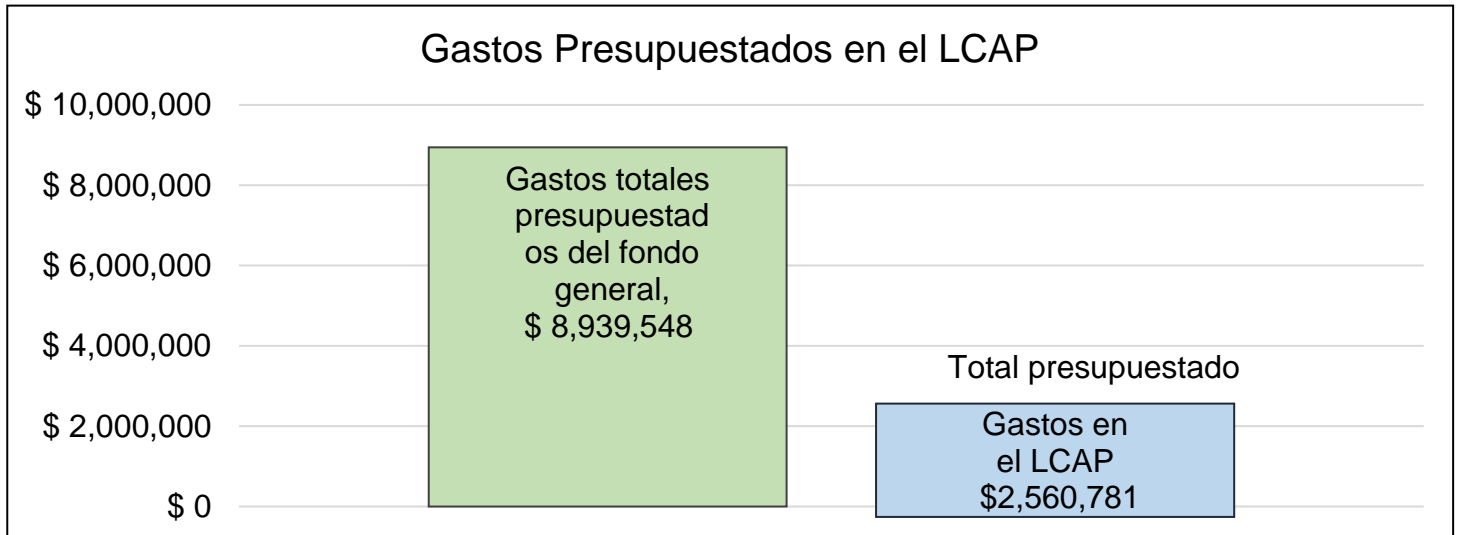 Gastos Presupuestados en el LCAP
$ 10,000,000
$ 8,000,000
$ 6,000,000
$ 4,000,000
$ 2,000,000
$ 0
Gastos totales
presupuestad
os del fondo
general,
$ 8,939,548
Total presupuestado
Gastos en
el LCAP
$2,560,781